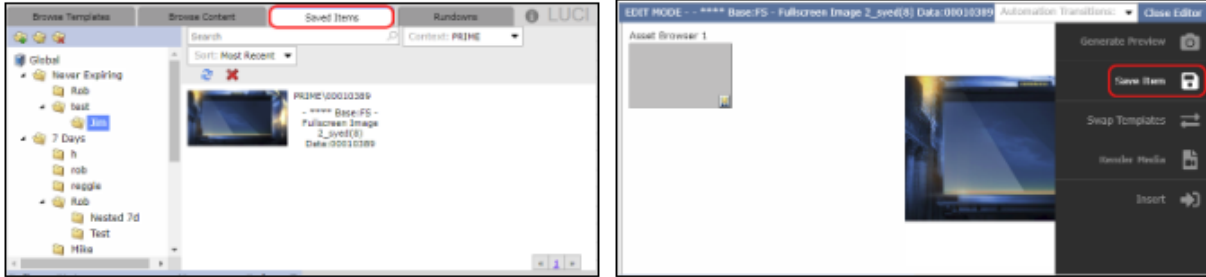 Browse Templates
Browse Content
Saved Items
Rundowns
LUCI
Search
Context: PRIME
Sort: Most Recent
Global
Never Expiring
Rob
test
Jim
7 Days
h
rob
reggie
Rob
Nested 7d
Test
Mika
PRIME\00010389
- **** Base:FS -
Fullscreen Image
2_syed(8)
Data:00010389
« 1 »
EDIT MODE - - **** Base:FS - Fullscreen Image 2_syed(8) Data:00010389
Automation Transitions:
Close Editor
Asset Browser 1
Generate Preview
Save Item
Swap Templates
Render Media
Insert